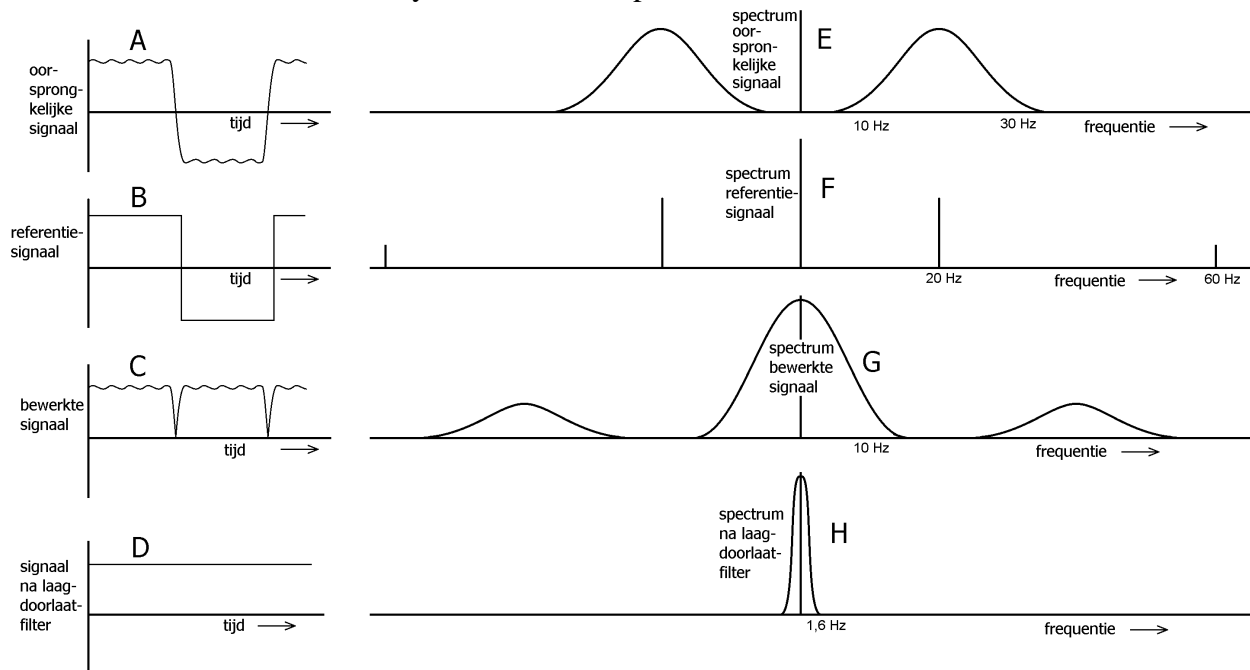 A
oor-
sprong-
kelijke
signaal
tijd
spectrum
oor-
spron-
kelijke
signaal
E
10 Hz
30 Hz
frequentie
B
referentie-
signaal
tijd
spectrum
referentie-
signaal
F
20 Hz
frequentie
60 Hz
C
bewerkte
signaal
tijd
spectrum
bewerkte
signaal
G
10 Hz
frequentie
D
signaal
na laag-
doorlaat-
filter
tijd
spectrum
na laag-
doorlaat-
filter
H
1,6 Hz
frequentie